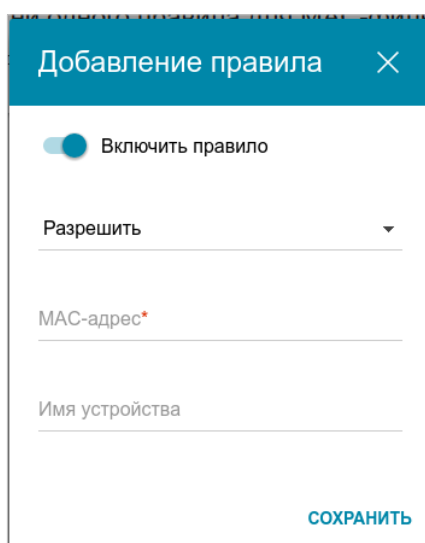 Добавление правила
Включить правило
Разрешить
MAC-адрес*
Имя устройства
СОХРАНИТЬ